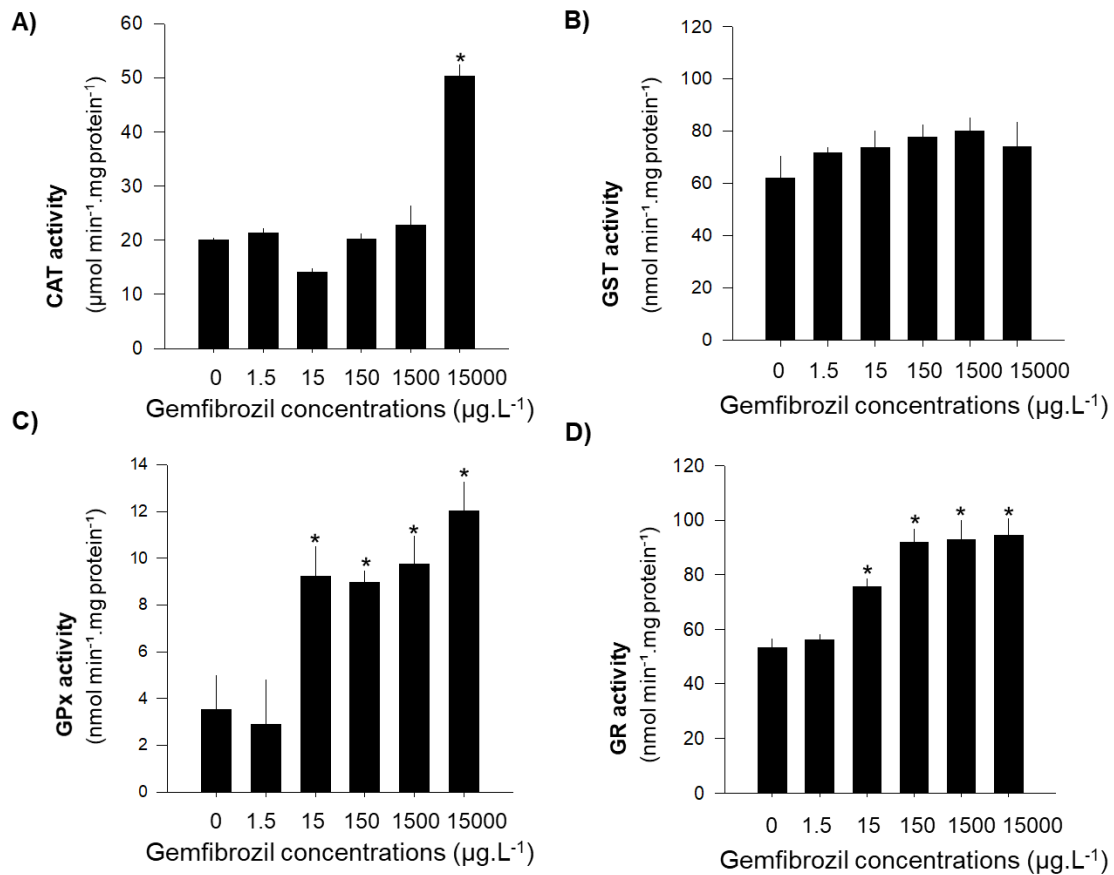 A)
CAT activity
(µmol min⁻¹.mg protein⁻¹)
60
50
40
30
20
10
0
*
0 1.5 15 150 1500 15000
Gemfibrozil concentrations (µg.L⁻¹)
B)
GST activity
(nmol min⁻¹.mg protein⁻¹)
120
100
80
60
40
20
0
0 1.5 15 150 1500 15000
Gemfibrozil concentrations (µg.L⁻¹)
C)
GPx activity
(nmol min⁻¹.mg protein⁻¹)
14
12
10
8
6
4
2
0
* * * *
0 1.5 15 150 1500 15000
Gemfibrozil concentrations (µg.L⁻¹)
D)
GR activity
(nmol min⁻¹.mg protein⁻¹)
120
100
80
60
40
20
0
* * * *
0 1.5 15 150 1500 15000
Gemfibrozil concentrations (µg.L⁻¹)